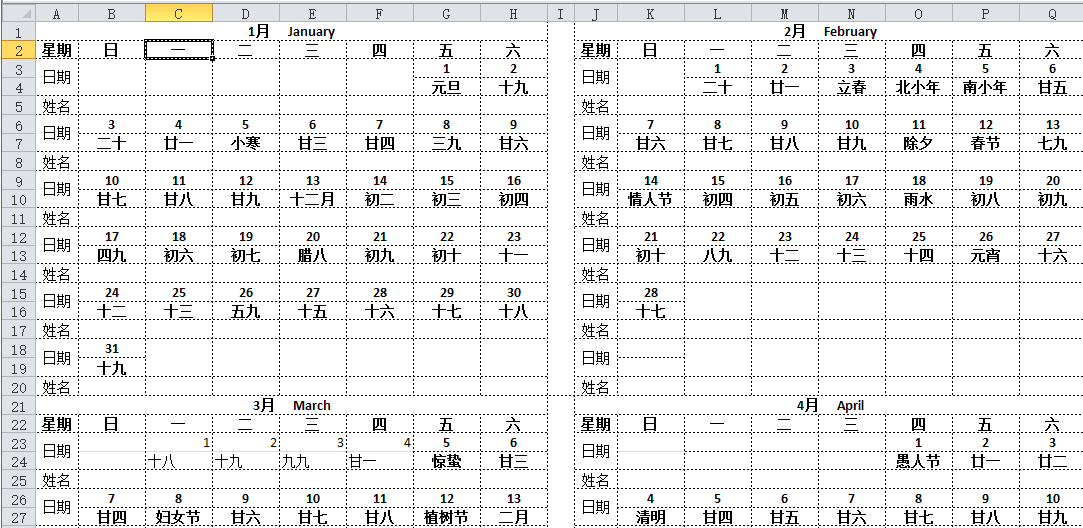 A B C D E F G H I J K L M N O P Q
1 1月 January 2月 February
2 星期 日 一 二 三 四 五 六 星期 日 一 二 三 四 五 六
3 日期 1 2 日期 1 2 3 4 5 6
4 元旦 十九 二十 廿一 立春 北小年 南小年 廿五
5 姓名 姓名
6 日期 3 4 5 6 7 8 9 日期 7 8 9 10 11 12 13
7 二十 廿一 小寒 廿三 廿四 三九 廿六 廿六 廿七 廿八 廿九 除夕 春节 七九
8 姓名 姓名
9 日期 10 11 12 13 14 15 16 日期 14 15 16 17 18 19 20
10 廿七 廿八 廿九 十二月 初二 初三 初四 情人节 初四 初五 初六 雨水 初八 初九
11 姓名 姓名
12 日期 17 18 19 20 21 22 23 日期 21 22 23 24 25 26 27
13 四九 初六 初七 腊八 初九 初十 十一 初十 八九 十二 十三 十四 元宵 十六
14 姓名 姓名
15 日期 24 25 26 27 28 29 30 日期 28
16 十二 十三 五九 十五 十六 十七 十八 十七
17 姓名 姓名
18 日期 31 日期
19 十九
20 姓名 姓名
21 3月 March 4月 April
22 星期 日 一 二 三 四 五 六 星期 日 一 二 三 四 五 六
23 日期 1 2 3 4 5 6 日期 1 2 3
24 十八 十九 九九 廿一 惊蛰 廿三 愚人节 廿一 廿二
25 姓名 姓名
26 日期 7 8 9 10 11 12 13 日期 4 5 6 7 8 9 10
27 廿四 妇女节 廿六 廿七 廿八 植树节 二月 清明 廿四 廿五 廿六 廿七 廿八 廿九